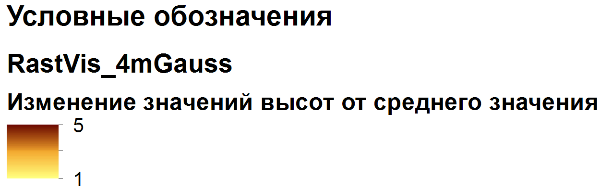 Условные обозначения
RastVis_4mGauss
Изменение значений высот от среднего значения
5
1